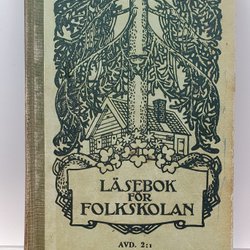 LÄSEBOK
FÖR
FOLKSKOLAN
AVD. 2:1